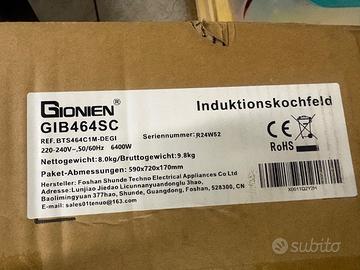 GIONIEN®
GIB464SC
Induktionskochfeld
REF.:BTS464C1M-DEGI
Seriennummer: R24W52
220-240V~,50/60Hz 6400W
CE
RoHS
Nettogewicht: 8.0kg/Bruttogewicht:9.8kg
Paket-Abmessungen: 590x720x170mm
Hersteller: Foshan Shunde Techno Electrical Appliances Co Ltd
Adresse: Lunjiao Jiedao Licunnanyuandonglu 3hao,
Baolimingyuan 377hao, Shunde, Guangdong, Foshan, 528300, CN
E-Mail: sales01tenuo@163.com
subito